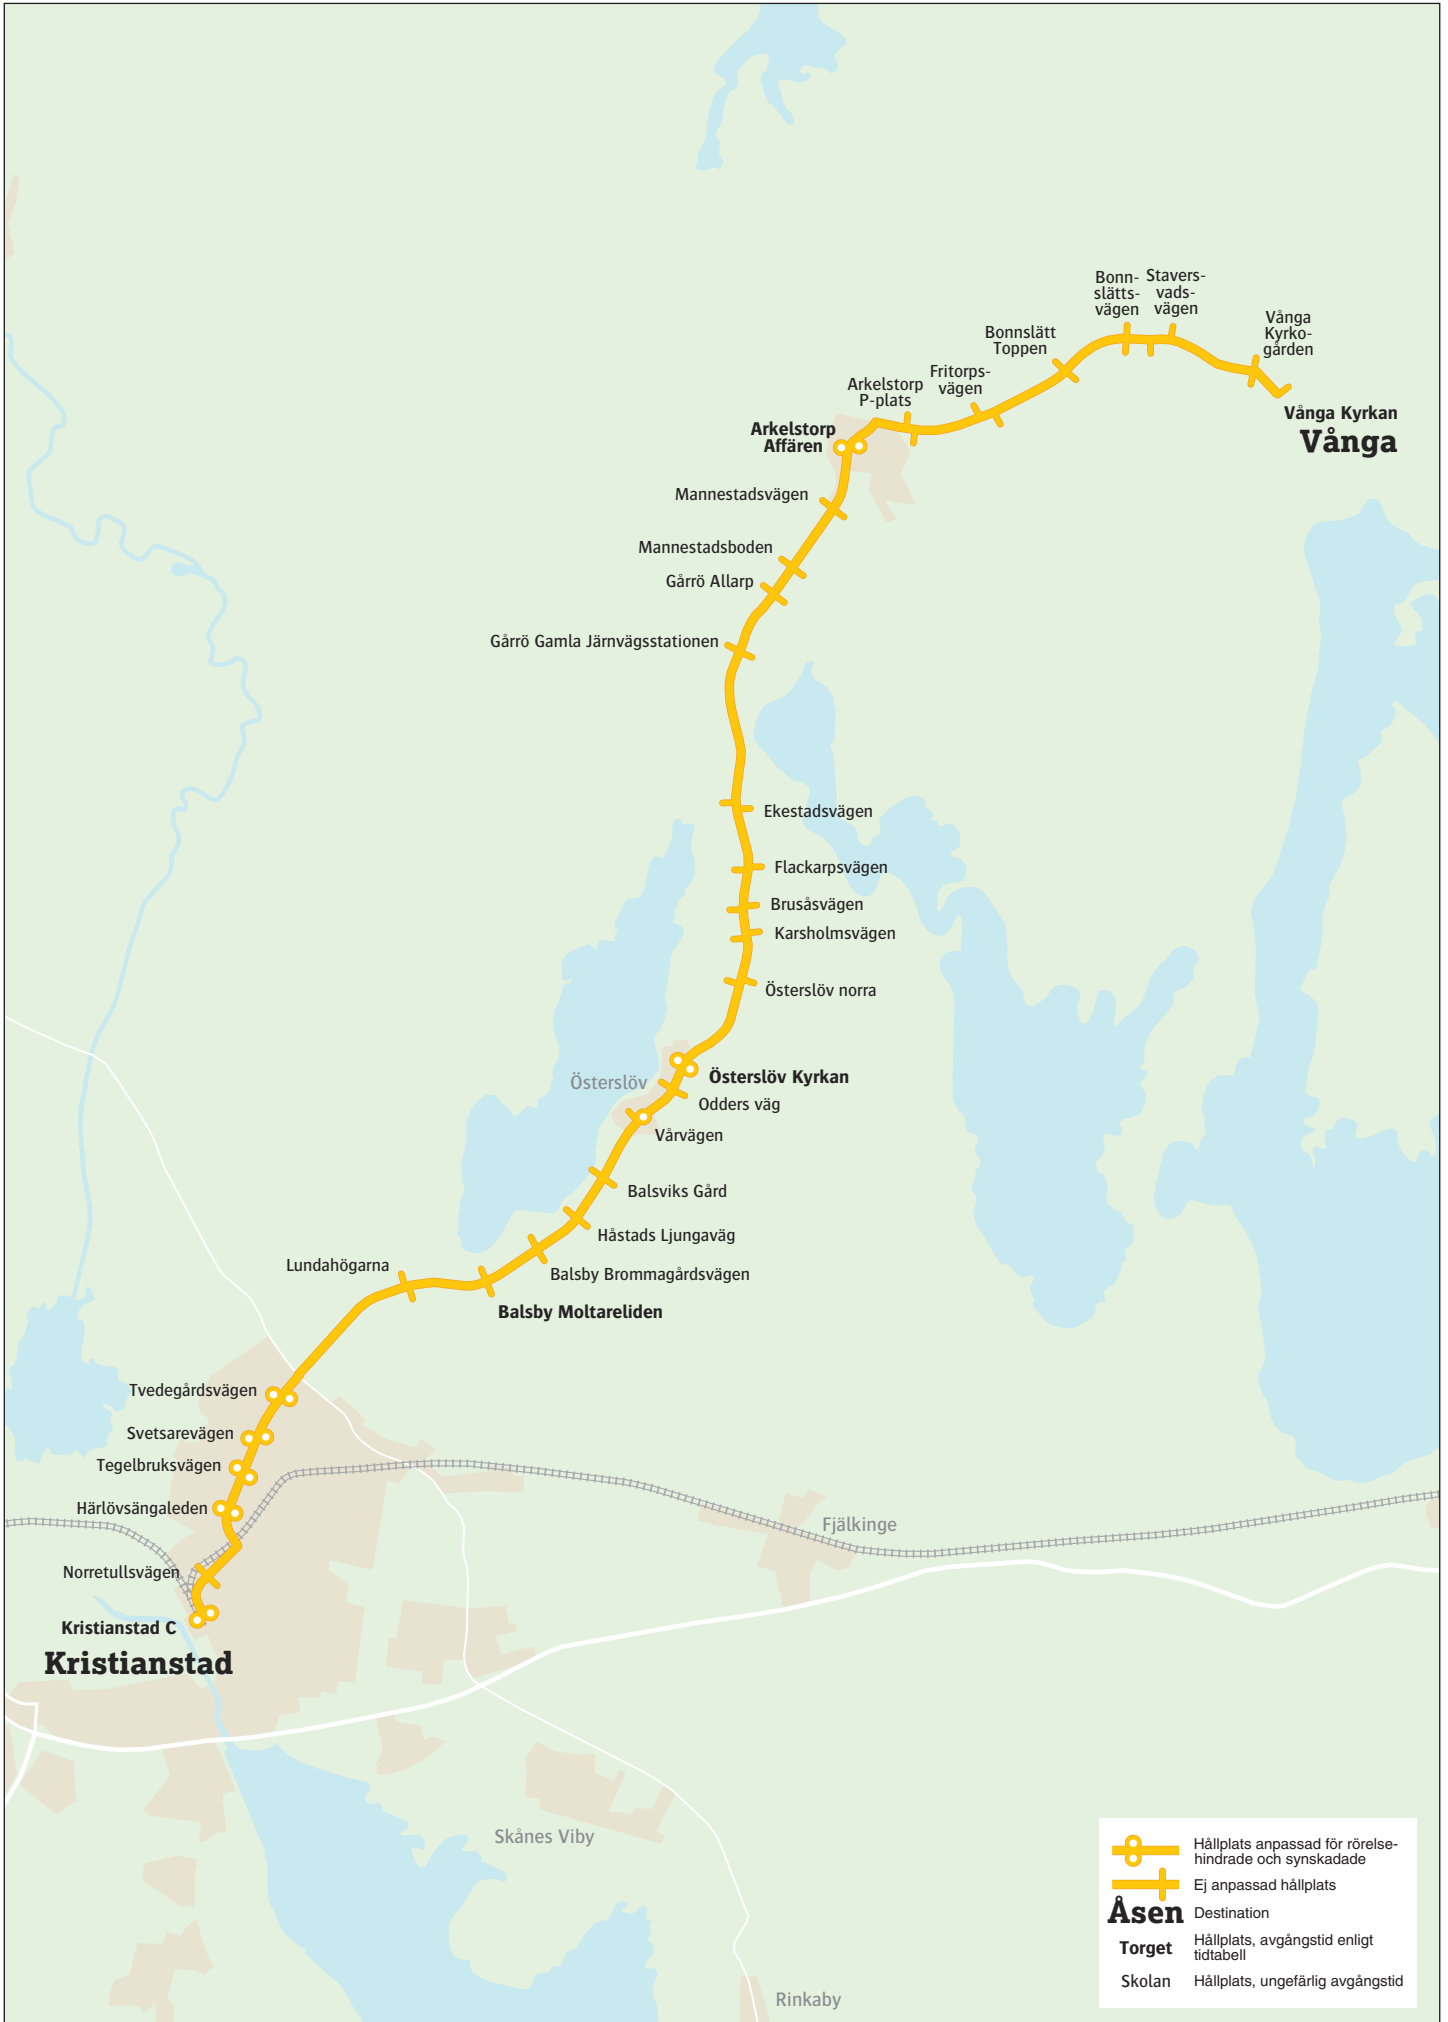 Bonn-
slätts-
vägen
Stavers-
vads-
vägen
Vånga
Kyrko-
gården
Bonnslätt
Toppen
Fritorps-
vägen
Arkelstorp
P-plats
Vånga Kyrkan
Vånga
Arkelstorp
Affären
Mannestadsvägen
Mannestadsboden
Gårrö Allarp
Gårrö Gamla Järnvägsstationen
Ekestadsvägen
Flackarpsvägen
Brusåsvägen
Karsholmsvägen
Österslöv norra
Österslöv
Österslöv Kyrkan
Odders väg
Vårvägen
Balsviks Gård
Håstads Ljungaväg
Lundahögarna
Balsby Brommagårdsvägen
Balsby Moltareliden
Tvedegårdsvägen
Svetsarevägen
Tegelbruksvägen
Härlövsängaleden
Fjälkinge
Norretullsvägen
Kristianstad C
Kristianstad
Skånes Viby
Rinkaby
Hållplats anpassad för rörelse-
hindrade och synskadade
Ej anpassad hållplats
Åsen Destination
Torget Hållplats, avgångstid enligt
tidtabell
Skolan Hållplats, ungefärlig avgångstid